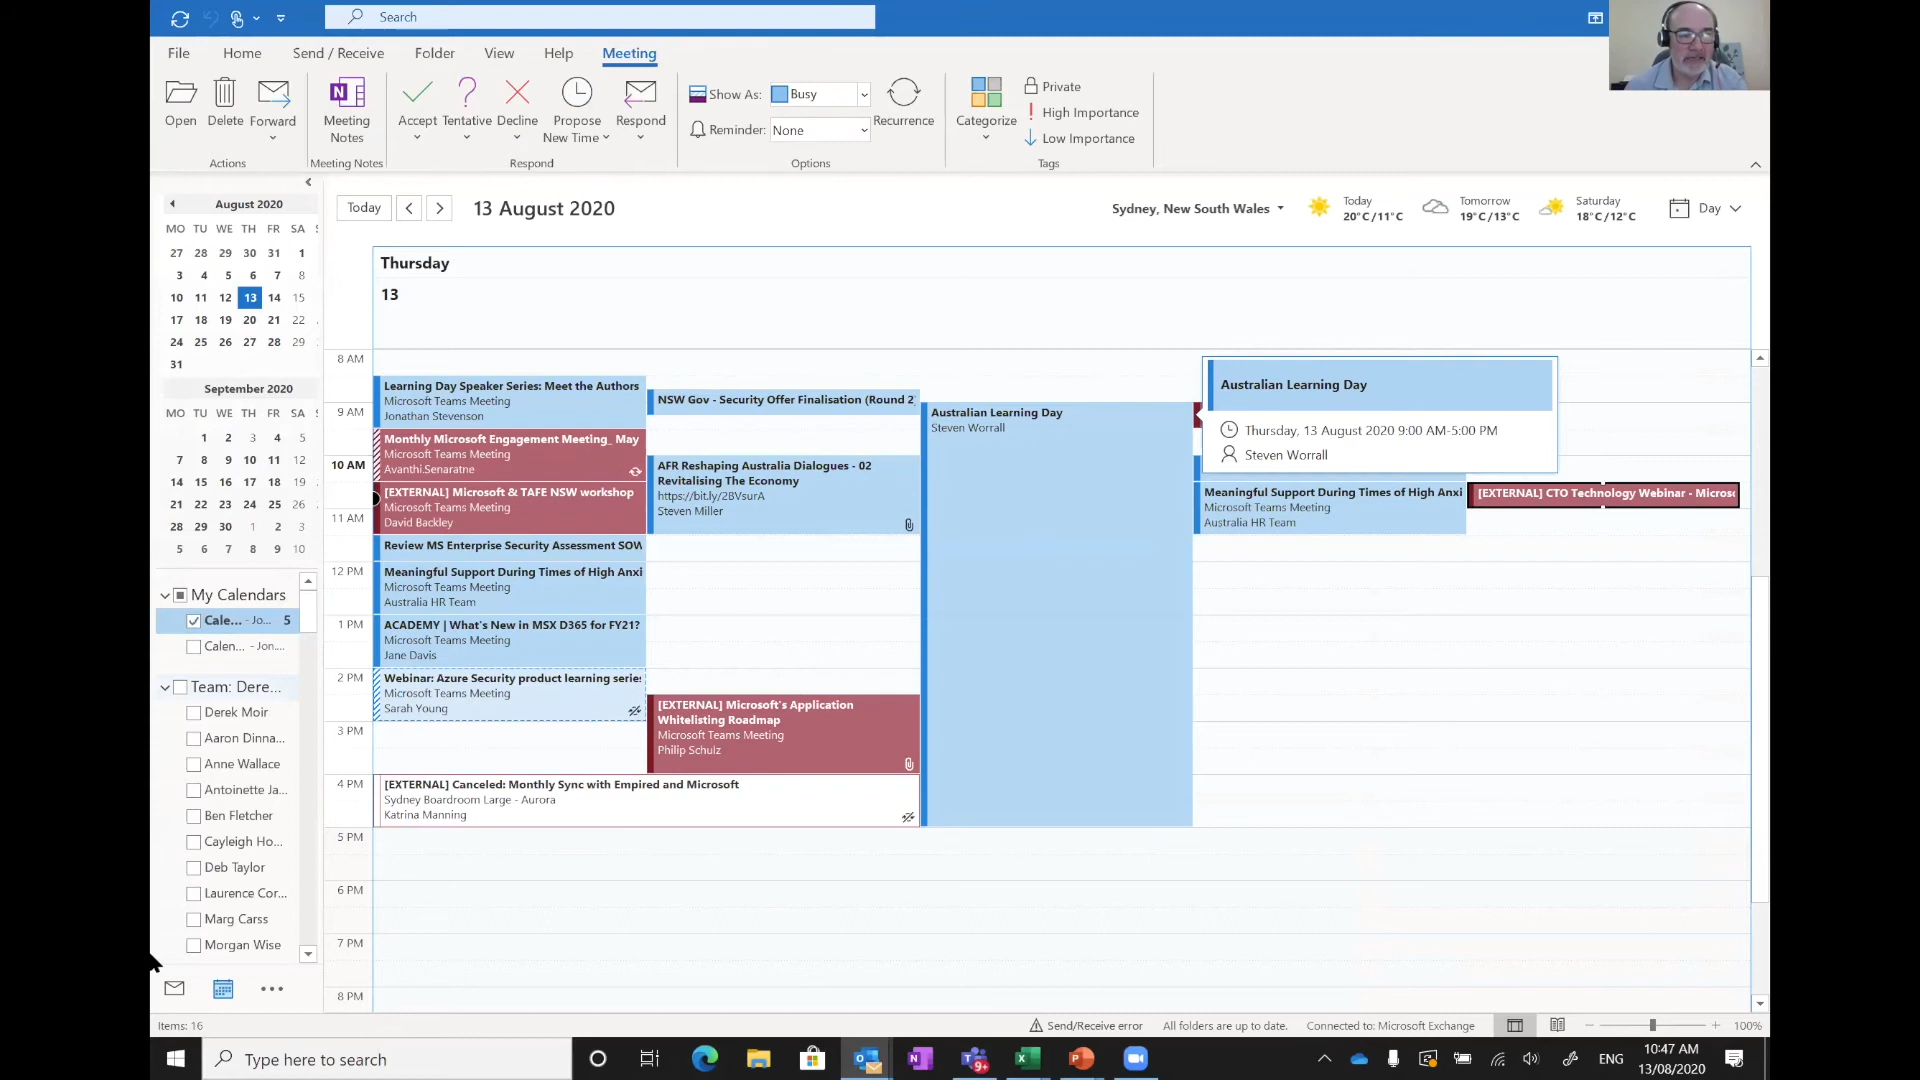 Search
File Home Send / Receive Folder View Help Meeting
Open Delete Forward
Actions
Meeting Notes
Meeting Notes
Accept Tentative Decline Propose New Time Respond
Respond
Show As: Busy
Reminder: None
Recurrence
Options
Categorize
Private
High Importance
Low Importance
Tags
August 2020
MO TU WE TH FR SA
27 28 29 30 31 1
3 4 5 6 7 8
10 11 12 13 14 15
17 18 19 20 21 22
24 25 26 27 28 29
31
September 2020
MO TU WE TH FR SA
1 2 3 4 5
7 8 9 10 11 12
14 15 16 17 18 19
21 22 23 24 25 26
28 29 30 1 2 3
5 6 7 8 9 10
My Calendars
Cale... - Jo... 5
Calen... - Jon....
Team: Dere...
Derek Moir
Aaron Dinna...
Anne Wallace
Antoinette Ja...
Ben Fletcher
Cayleigh Ho...
Deb Taylor
Laurence Cor...
Marg Carss
Morgan Wise
Today 13 August 2020
Sydney, New South Wales
Today
20°C/11°C
Tomorrow
19°C/13°C
Saturday
18°C/12°C
Day
Thursday
13
8 AM
9 AM
10 AM
11 AM
12 PM
1 PM
2 PM
3 PM
4 PM
5 PM
6 PM
7 PM
8 PM
Learning Day Speaker Series: Meet the Authors
Microsoft Teams Meeting
Jonathan Stevenson
Monthly Microsoft Engagement Meeting_ May
Microsoft Teams Meeting
Avanthi.Senaratne
[EXTERNAL] Microsoft & TAFE NSW workshop
Microsoft Teams Meeting
David Backley
Review MS Enterprise Security Assessment SOW
Meaningful Support During Times of High Anxi
Microsoft Teams Meeting
Australia HR Team
ACADEMY | What's New in MSX D365 for FY21?
Microsoft Teams Meeting
Jane Davis
Webinar: Azure Security product learning serie
Microsoft Teams Meeting
Sarah Young
[EXTERNAL] Canceled: Monthly Sync with Empired and Microsoft
Sydney Boardroom Large - Aurora
Katrina Manning
NSW Gov - Security Offer Finalisation (Round 2
AFR Reshaping Australia Dialogues - 02
Revitalising The Economy
https://bit.ly/2BVsurA
Steven Miller
[EXTERNAL] Microsoft's Application
Whitelisting Roadmap
Microsoft Teams Meeting
Philip Schulz
Australian Learning Day
Steven Worrall
Australian Learning Day
Thursday, 13 August 2020 9:00 AM-5:00 PM
Steven Worrall
Meaningful Support During Times of High Anxi
Microsoft Teams Meeting
Australia HR Team
[EXTERNAL] CTO Technology Webinar - Micros
Items: 16
Send/Receive error All folders are up to date. Connected to: Microsoft Exchange 100%
Type here to search
9+
ENG
10:47 AM
13/08/2020